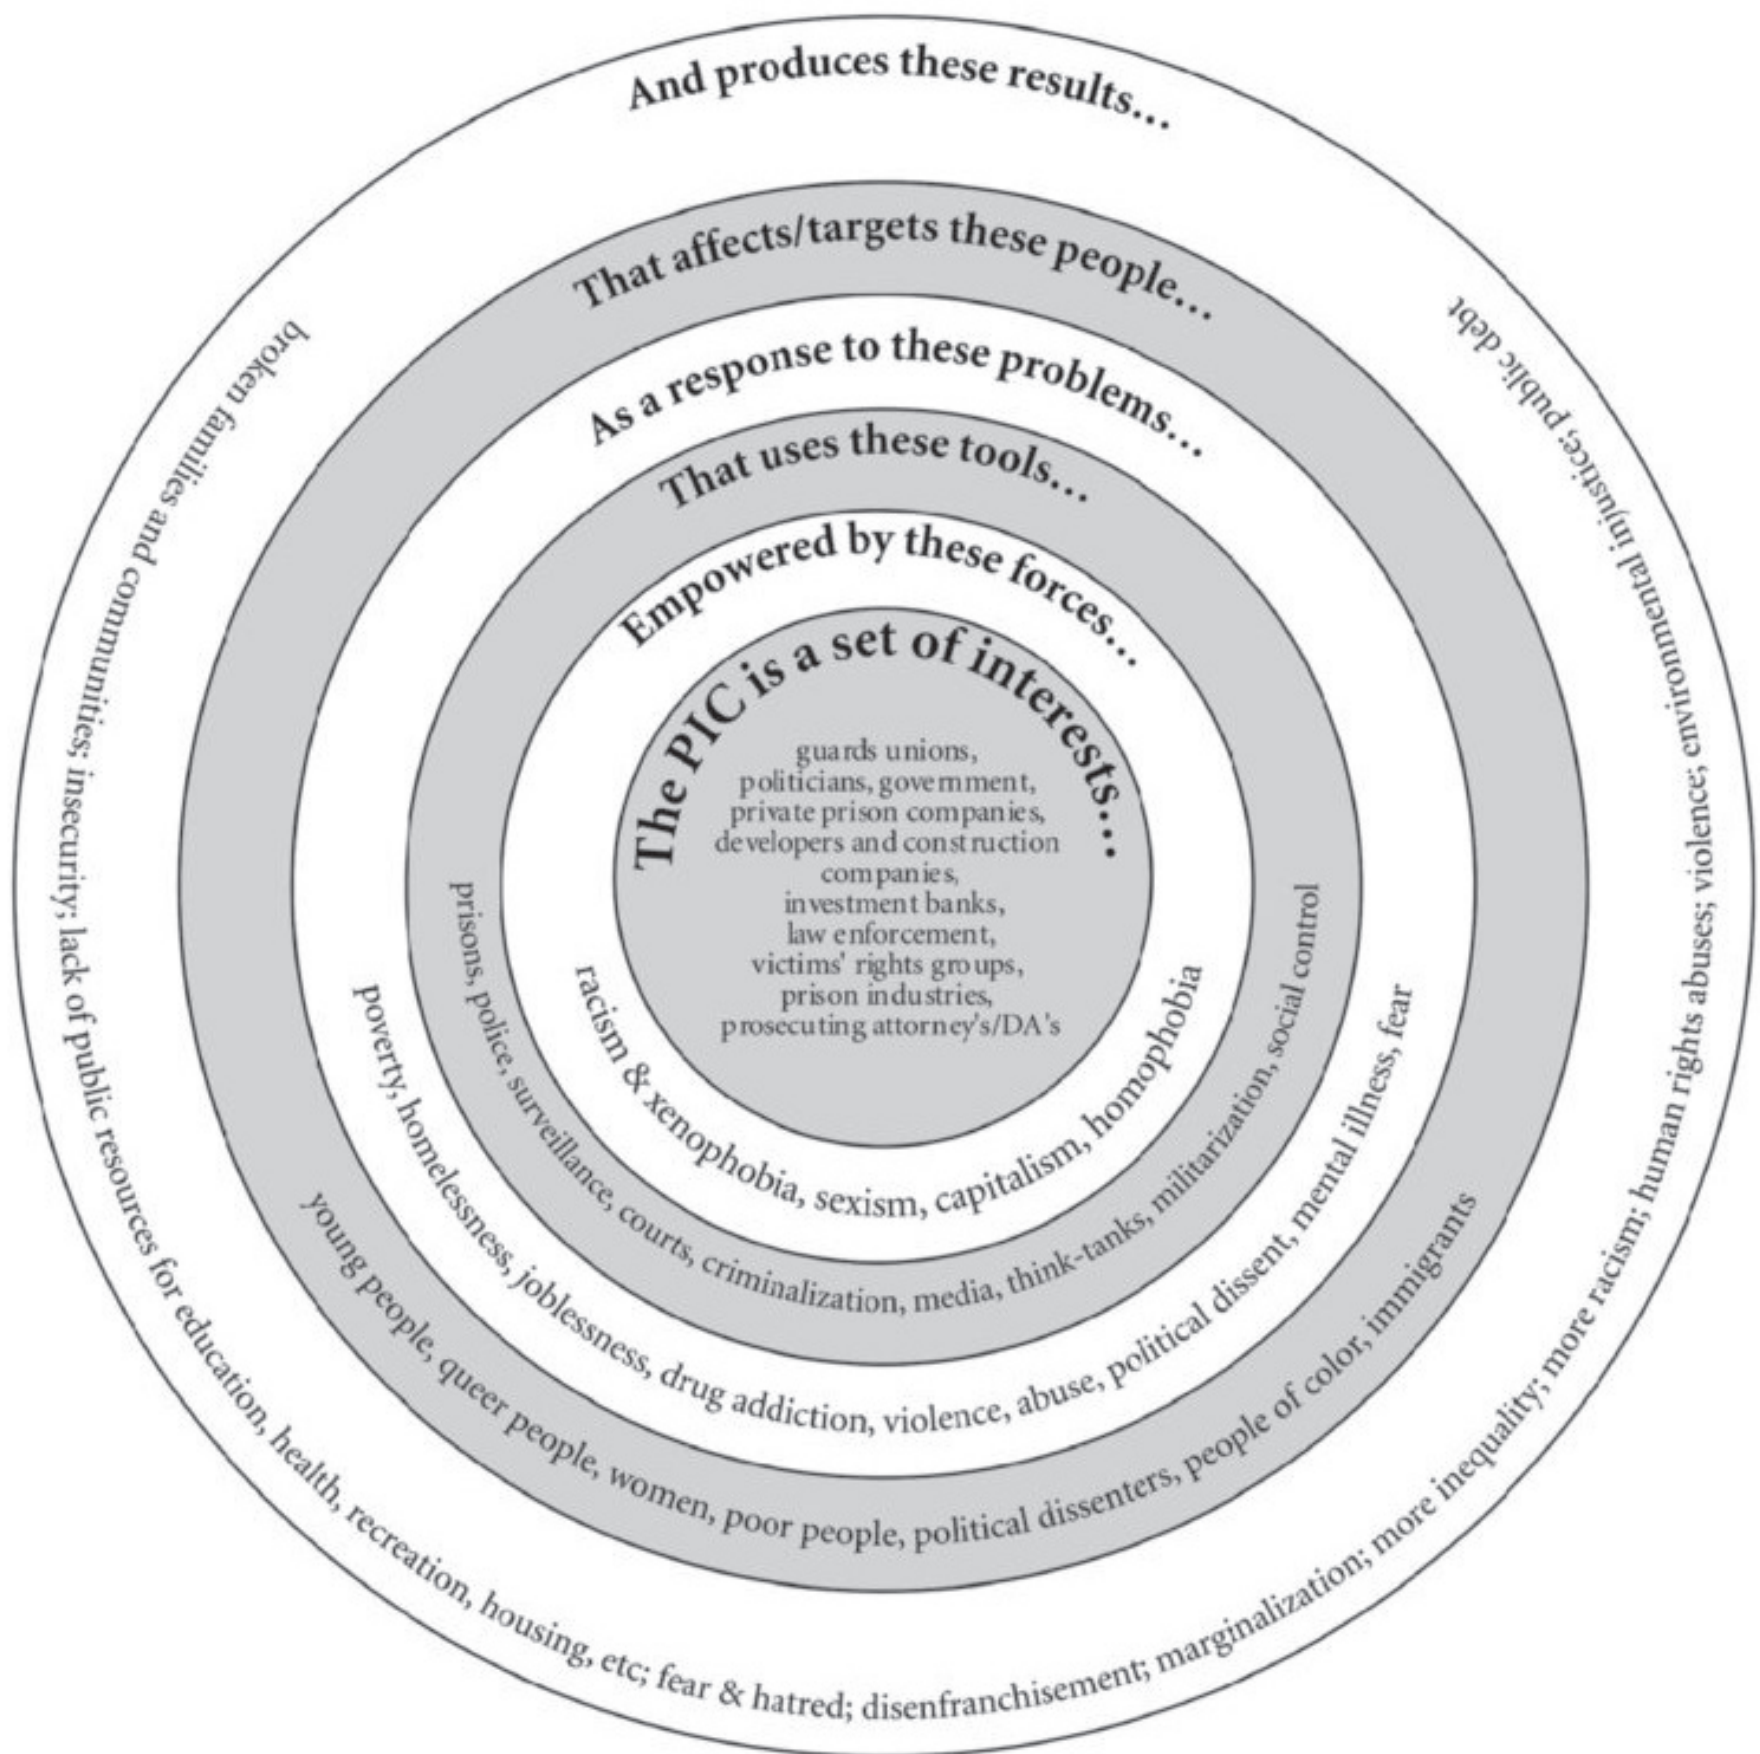 And produces these results...
That affects/targets these people...
As a response to these problems...
That uses these tools...
Empowered by these forces...
The PIC is a set of interests...
guards unions,
politicians, government,
private prison companies,
developers and construction
companies,
investment banks,
law enforcement,
victims' rights groups,
prison industries,
prosecuting attorney's/DA's
racism & xenophobia, sexism, capitalism, homophobia
prisons, police, surveillance, courts, criminalization, media, think-tanks, militarization, social control
poverty, homelessness, joblessness, drug addiction, violence, abuse, political dissent, mental illness, fear
young people, queer people, women, poor people, political dissenters, people of color, immigrants
broken families and communities; insecurity; lack of public resources for education, health, recreation, housing, etc; fear & hatred; disenfranchisement; marginalization; more inequality; more racism; human rights abuses; violence; environmental injustice; public debt